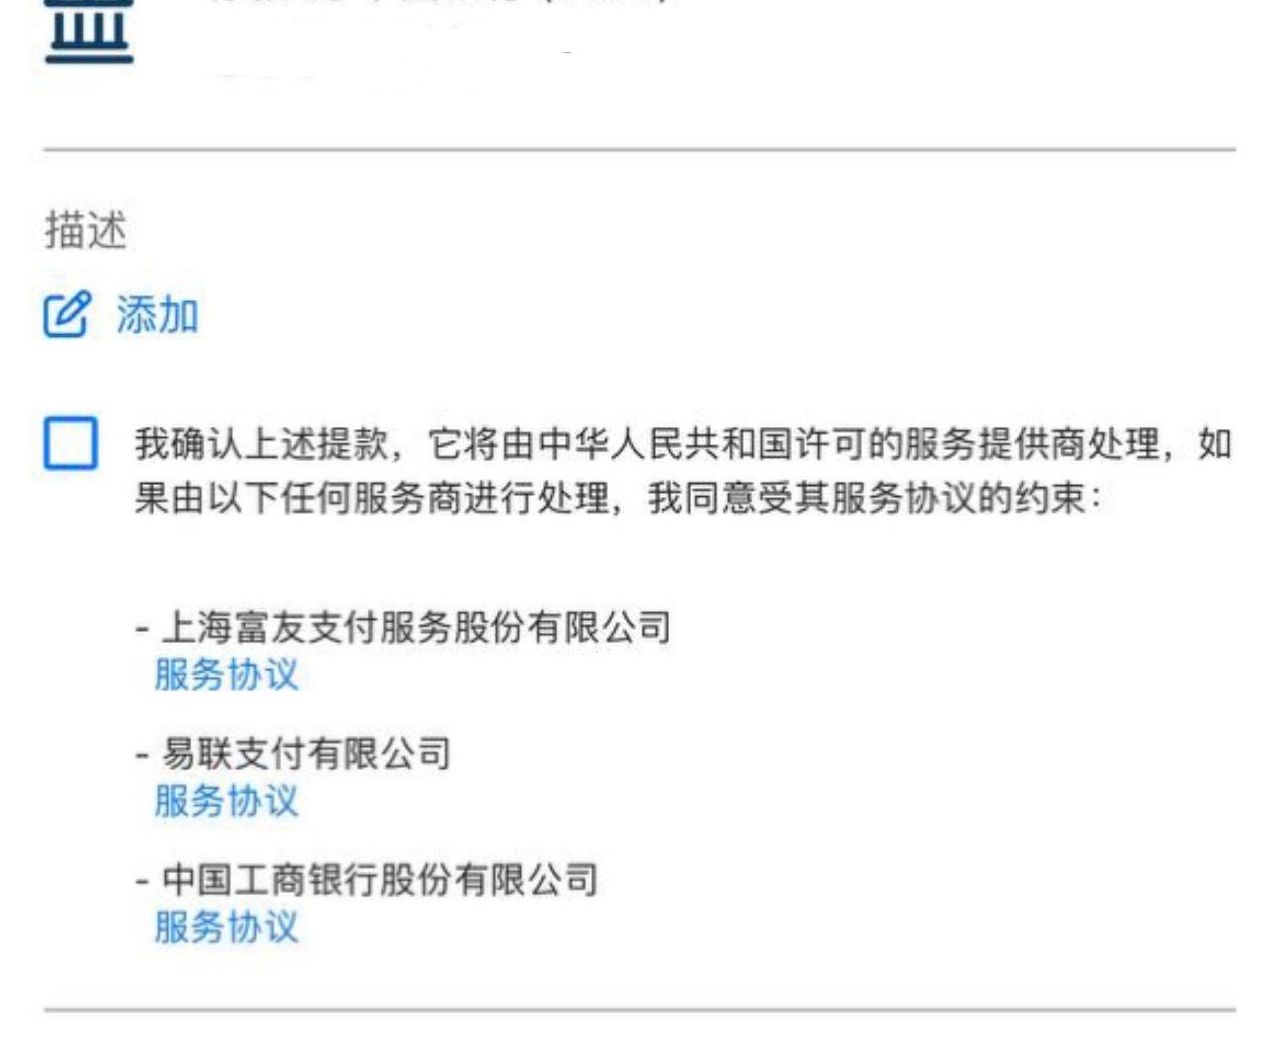 描述
添加
我确认上述提款，它将由中华人民共和国许可的服务提供商处理，如
果由以下任何服务商进行处理，我同意受其服务协议的约束：
- 上海富友支付服务股份有限公司
服务协议
- 易联支付有限公司
服务协议
- 中国工商银行股份有限公司
服务协议